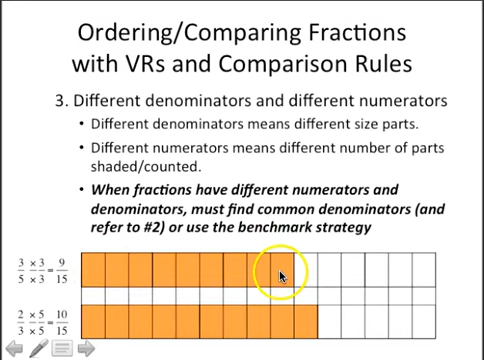 Ordering/Comparing Fractions
with VRs and Comparison Rules
3. Different denominators and different numerators
• Different denominators means different size parts.
• Different numerators means different number of parts
shaded/counted.
• When fractions have different numerators and
denominators, must find common denominators (and
refer to #2) or use the benchmark strategy
3/5 × 3/× 3 = 9/15
2/3 × 5/× 5 = 10/15